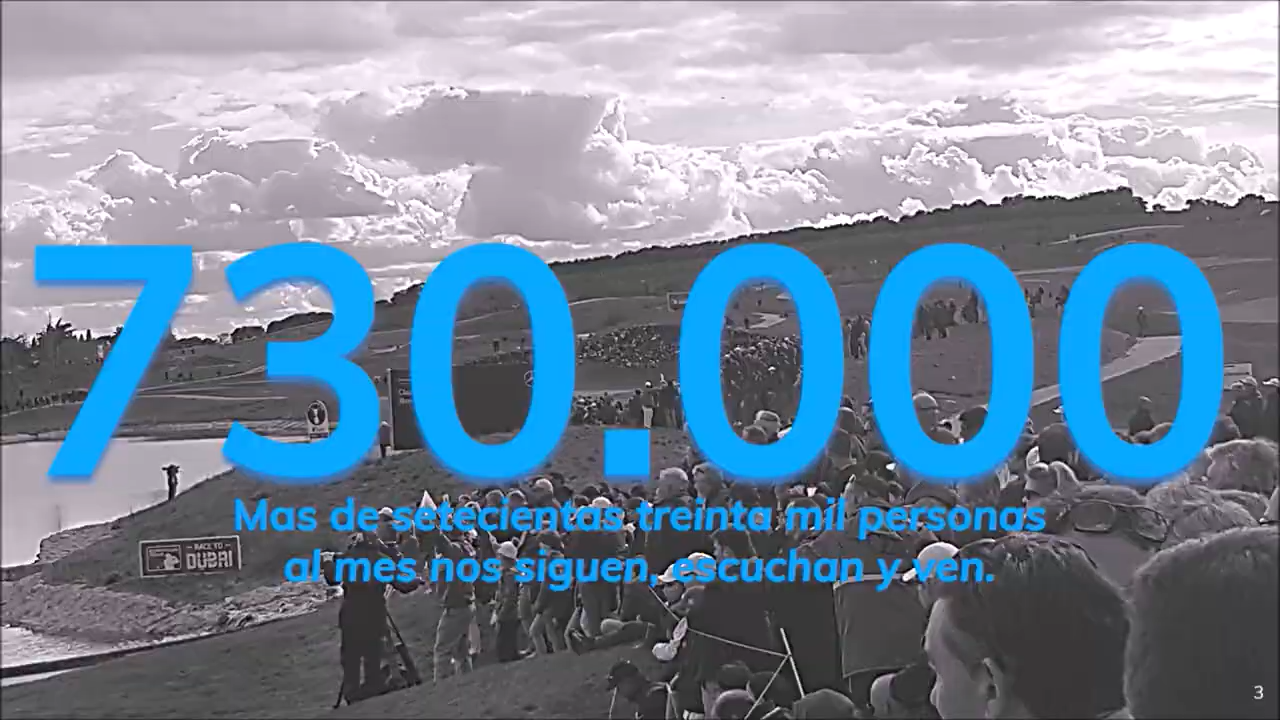 730.000
Mas de setecientas treinta mil personas
al mes nos siguen, escuchan y ven.
RACE TO
DUBAI
3